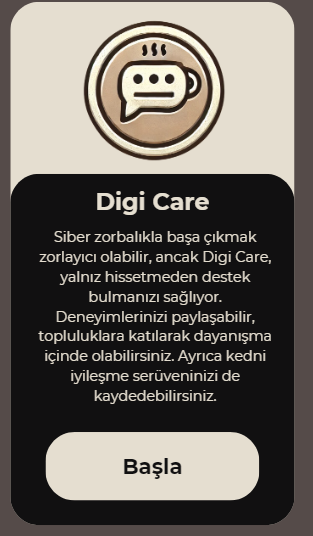 Digi Care
Siber zorbalıkla başa çıkmak
zorlayıcı olabilir, ancak Digi Care,
yalnız hissetmeden destek
bulmanızı sağlıyor.
Deneyimlerinizi paylaşabilir,
topluluklara katılarak dayanışma
içinde olabilirsiniz. Ayrıca kedni
iyileşme serüveninizi de
kaydedebilirsiniz.
Başla